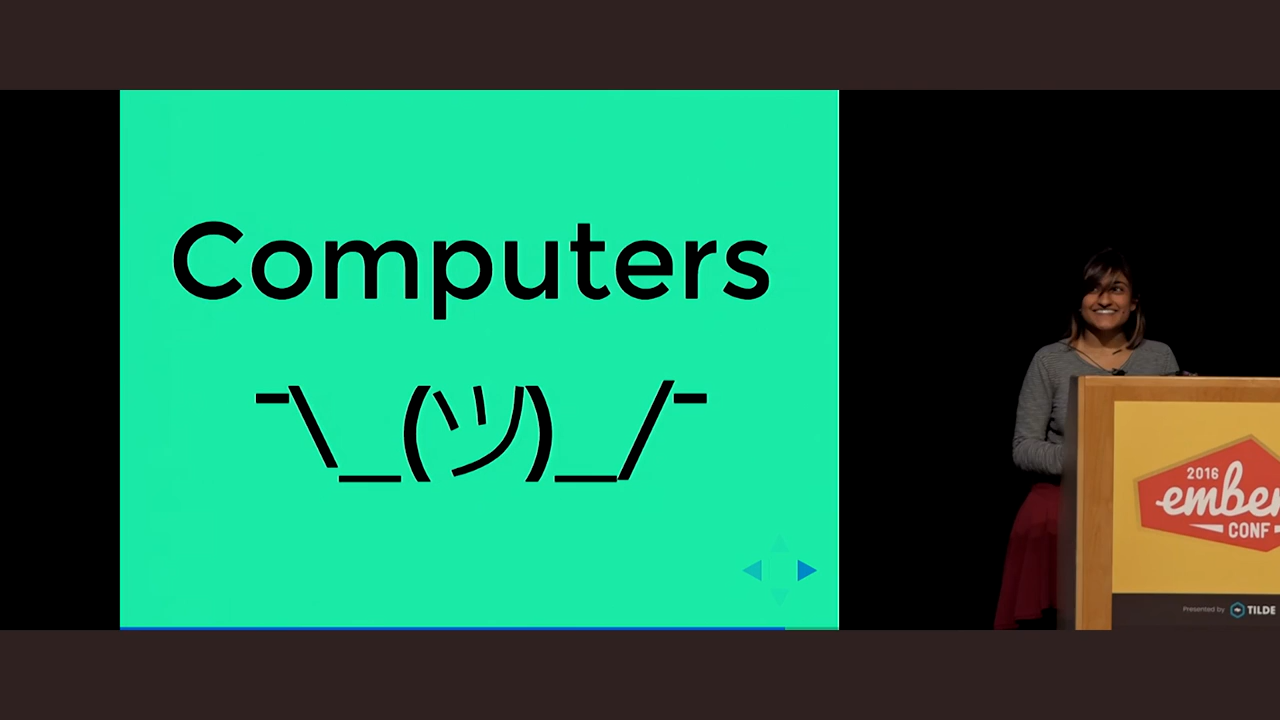 Computers
¯\_(ツ)_/¯
2016
ember
CONF
Presented by TILDE